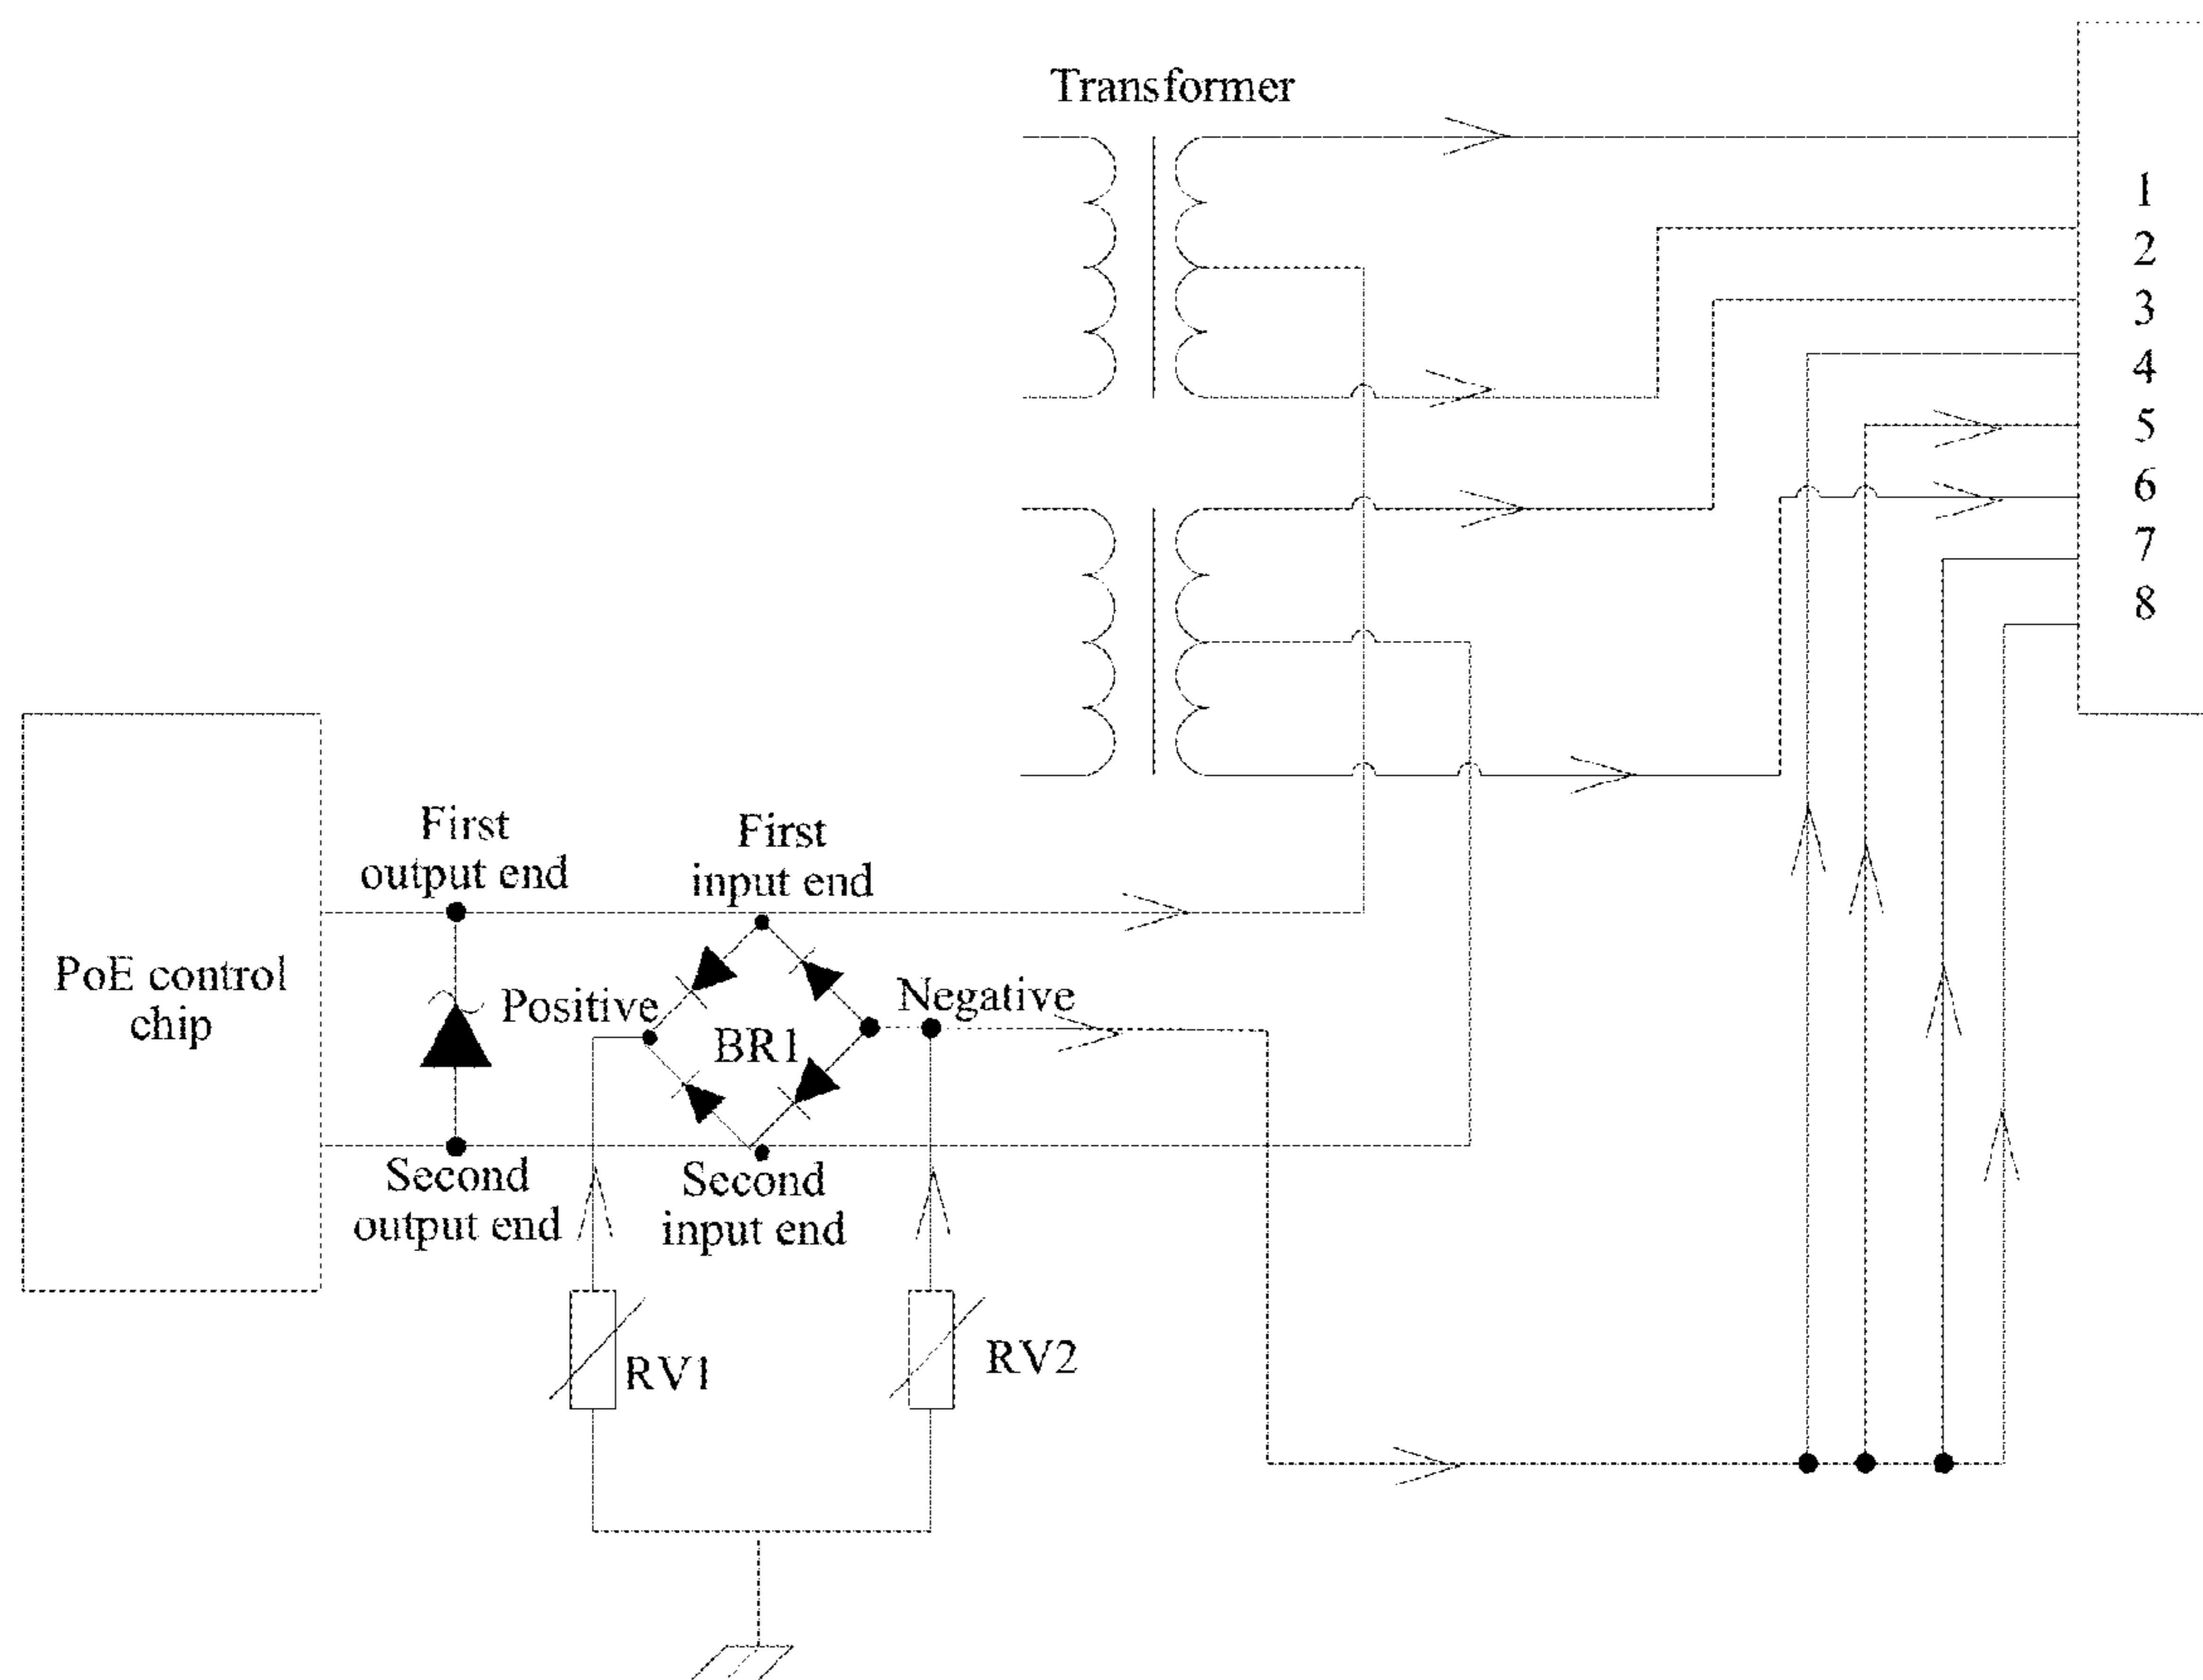 Transformer
1
2
3
4
5
6
7
8
First
output end
First
input end
PoE control
chip
Positive
Negative
BR1
Second
output end
Second
input end
RV1
RV2